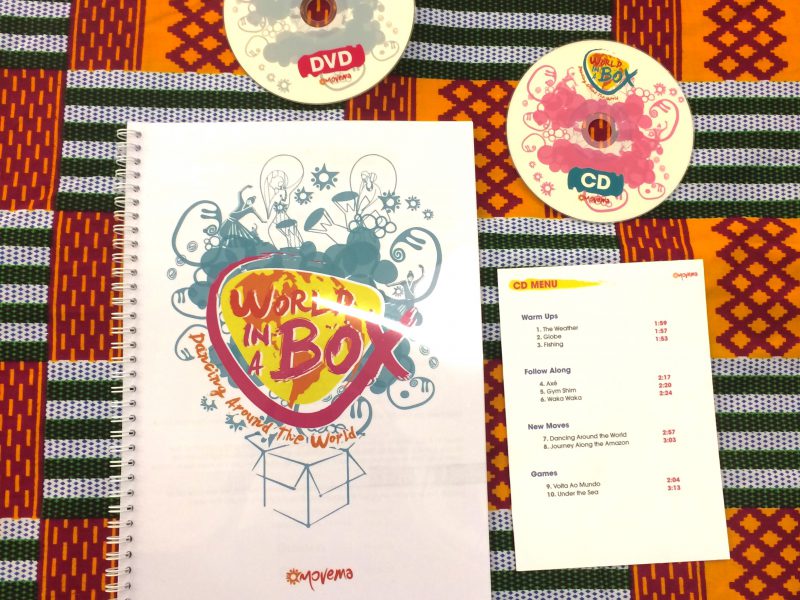 DVD
movema
WORLD
IN A
BOX
Dancing Around The World
CD
movema
WORLD
IN
A BOX
Dancing Around The World
movema
movema
CD MENU
Warm Ups
1. The Weather 1:59
2. Globe 1:57
3. Fishing 1:53
Follow Along
4. Axé 2:17
5. Gym Shim 2:20
6. Waka Waka 2:24
New Moves
7. Dancing Around the World 2:57
8. Journey Along the Amazon 3:03
Games
9. Volta Ao Mundo 2:04
10. Under the Sea 3:13